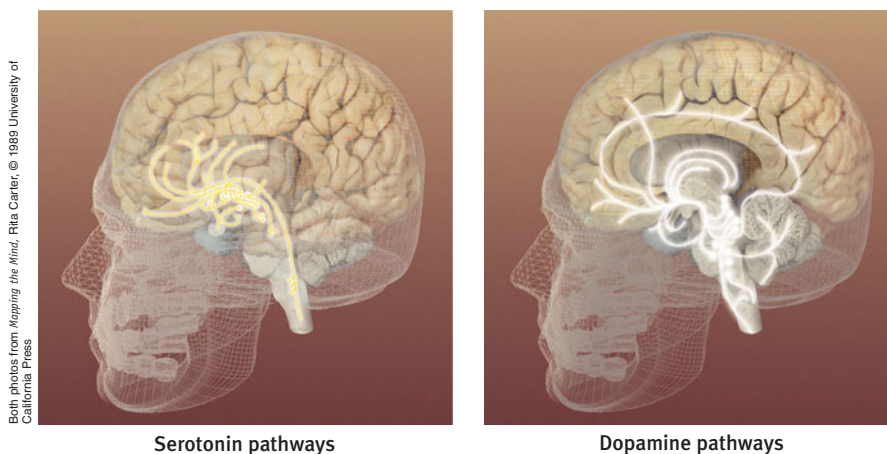 Both photos from Mapping the Mind, Rita Carter, © 1989 University of
California Press
Serotonin pathways
Dopamine pathways